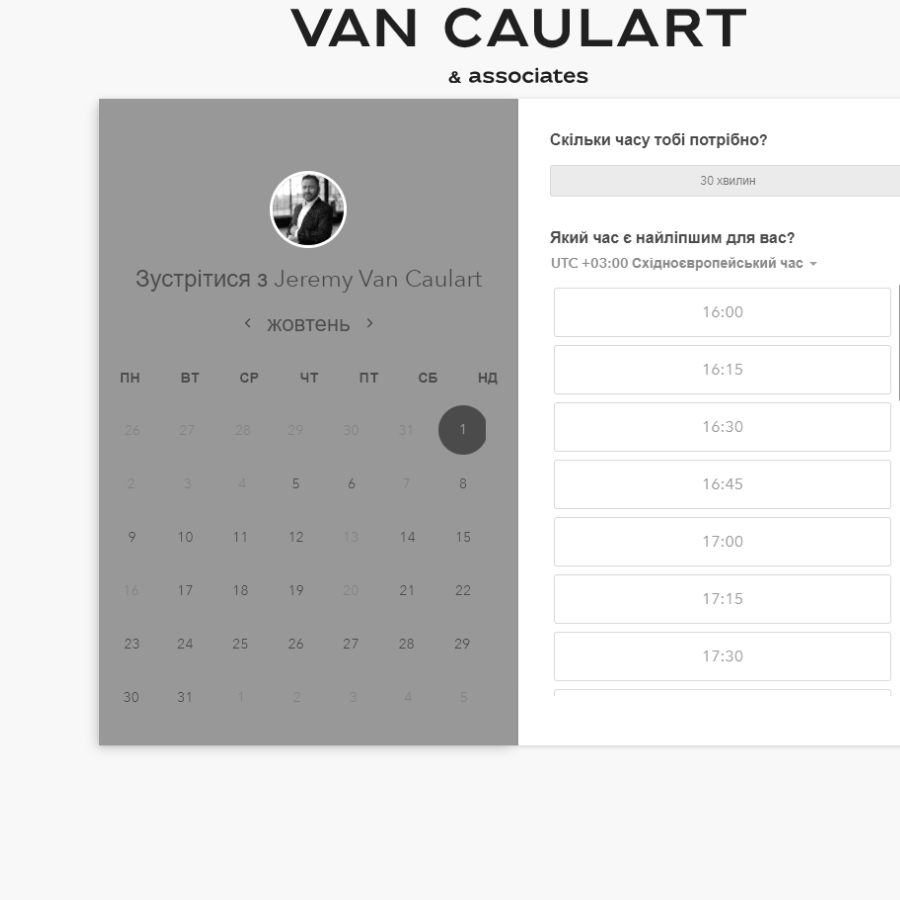 VAN CAULART
& associates
Зустрітися з Jeremy Van Caulart
жовтень
ПН ВТ СР ЧТ ПТ СБ НД
26 27 28 29 30 31 1
2 3 4 5 6 7 8
9 10 11 12 13 14 15
16 17 18 19 20 21 22
23 24 25 26 27 28 29
30 31 1 2 3 4 5
Скільки часу тобі потрібно?
30 хвилин
Який час є найліпшим для вас?
UTC +03:00 Східноєвропейський час
16:00
16:15
16:30
16:45
17:00
17:15
17:30